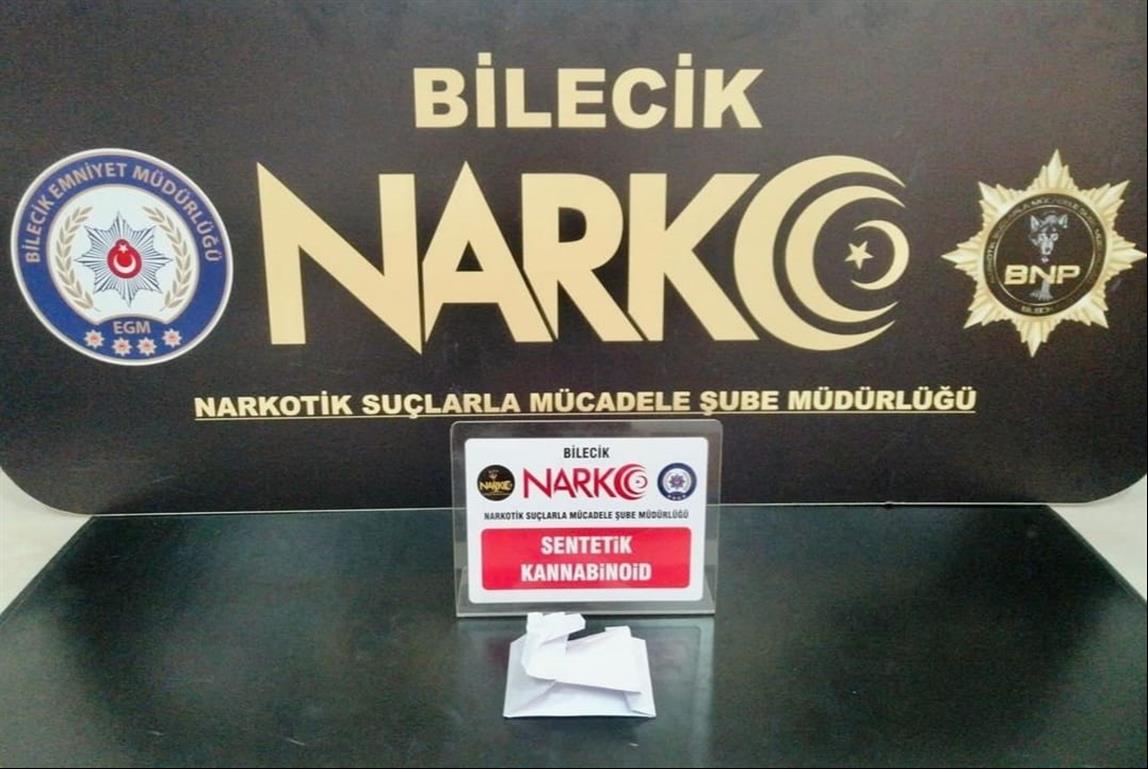 BİLECİK
NARKO
BİLECİK EMNİYET MÜDÜRLÜĞÜ
EGM
BNP
NARKOTİK SUÇLARLA MÜCADELE ŞUBE MÜDÜRLÜĞÜ
BİLECİK
NARKO
NARKO
NARKOTİK SUÇLARLA MÜCADELE ŞUBE MÜDÜRLÜĞÜ
SENTETİK
KANNABİNOİD